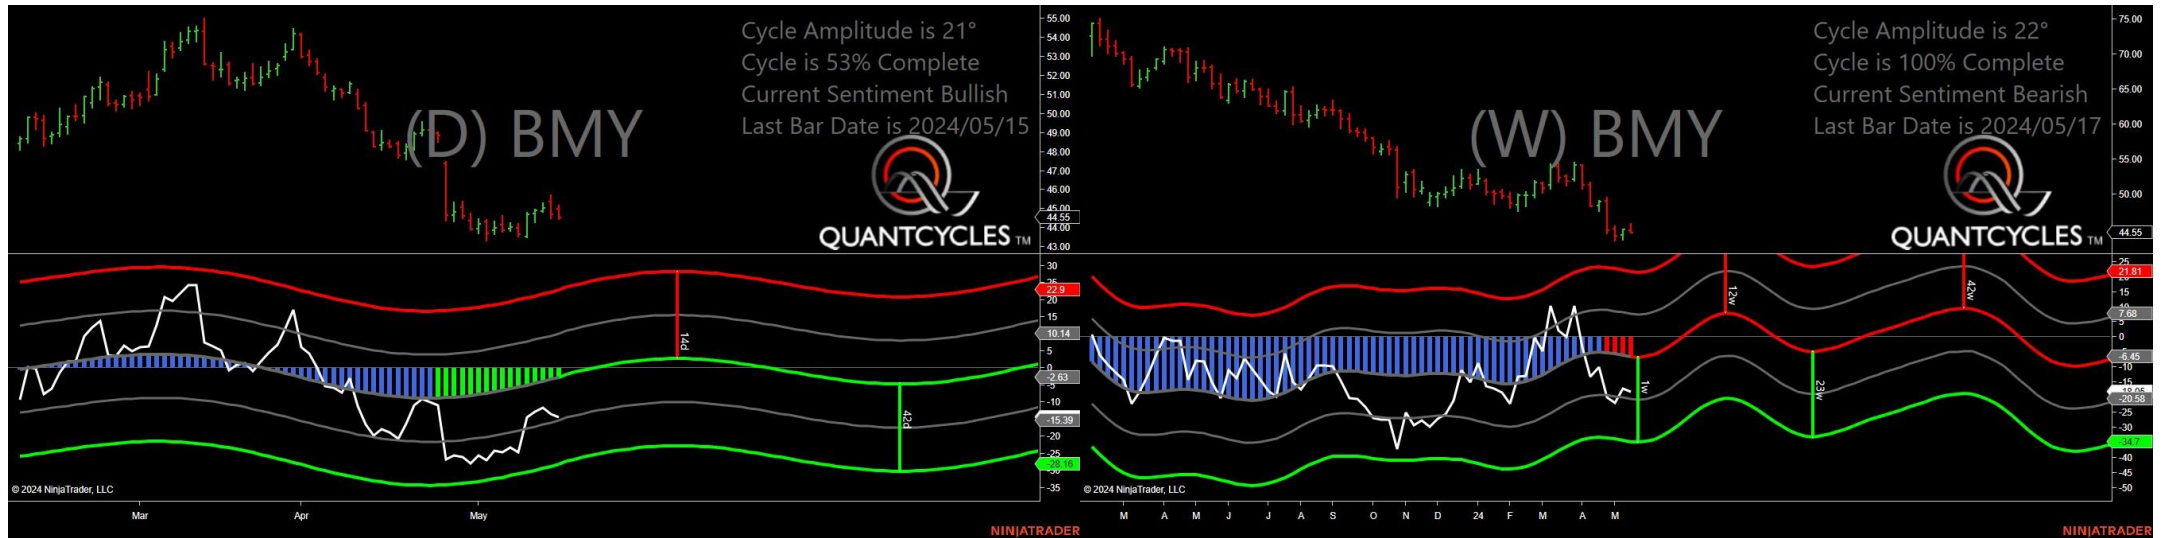 Cycle Amplitude is 21°
Cycle is 53% Complete
Current Sentiment Bullish
Last Bar Date is 2024/05/15
(D) BMY
QUANTCYCLES TM
55.00
54.00
53.00
52.00
51.00
50.00
49.00
48.00
47.00
46.00
45.00
44.55
44.00
43.00
30
25
22.9
20
15
10.14
5
0
-2.63
-5
-10
-15.39
-20
-25
-28.16
-35
14d
42d
© 2024 NinjaTrader, LLC
Mar
Apr
May
NINJATRADER
Cycle Amplitude is 22°
Cycle is 100% Complete
Current Sentiment Bearish
Last Bar Date is 2024/05/17
(W) BMY
QUANTCYCLES TM
75.00
70.00
65.00
60.00
55.00
50.00
44.55
25
21.81
15
7.68
5
0
-6.45
-10
-15
-20.58
-25
-30
-34.7
-40
-45
-50
12w
42w
1w
23w
© 2024 NinjaTrader, LLC
M A M J J A S O N D 24 F M A M
NINJATRADER